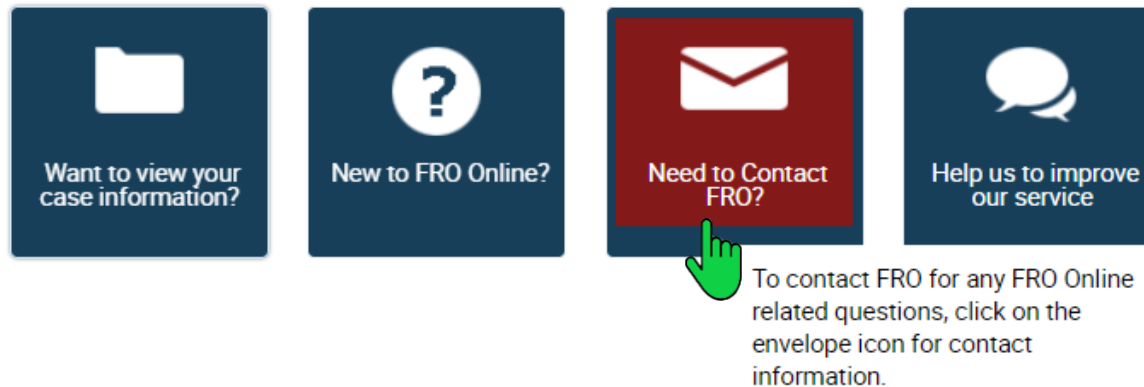 Want to view your
case information?
New to FRO Online?
Need to Contact
FRO?
Help us to improve
our service
To contact FRO for any FRO Online
related questions, click on the
envelope icon for contact
information.